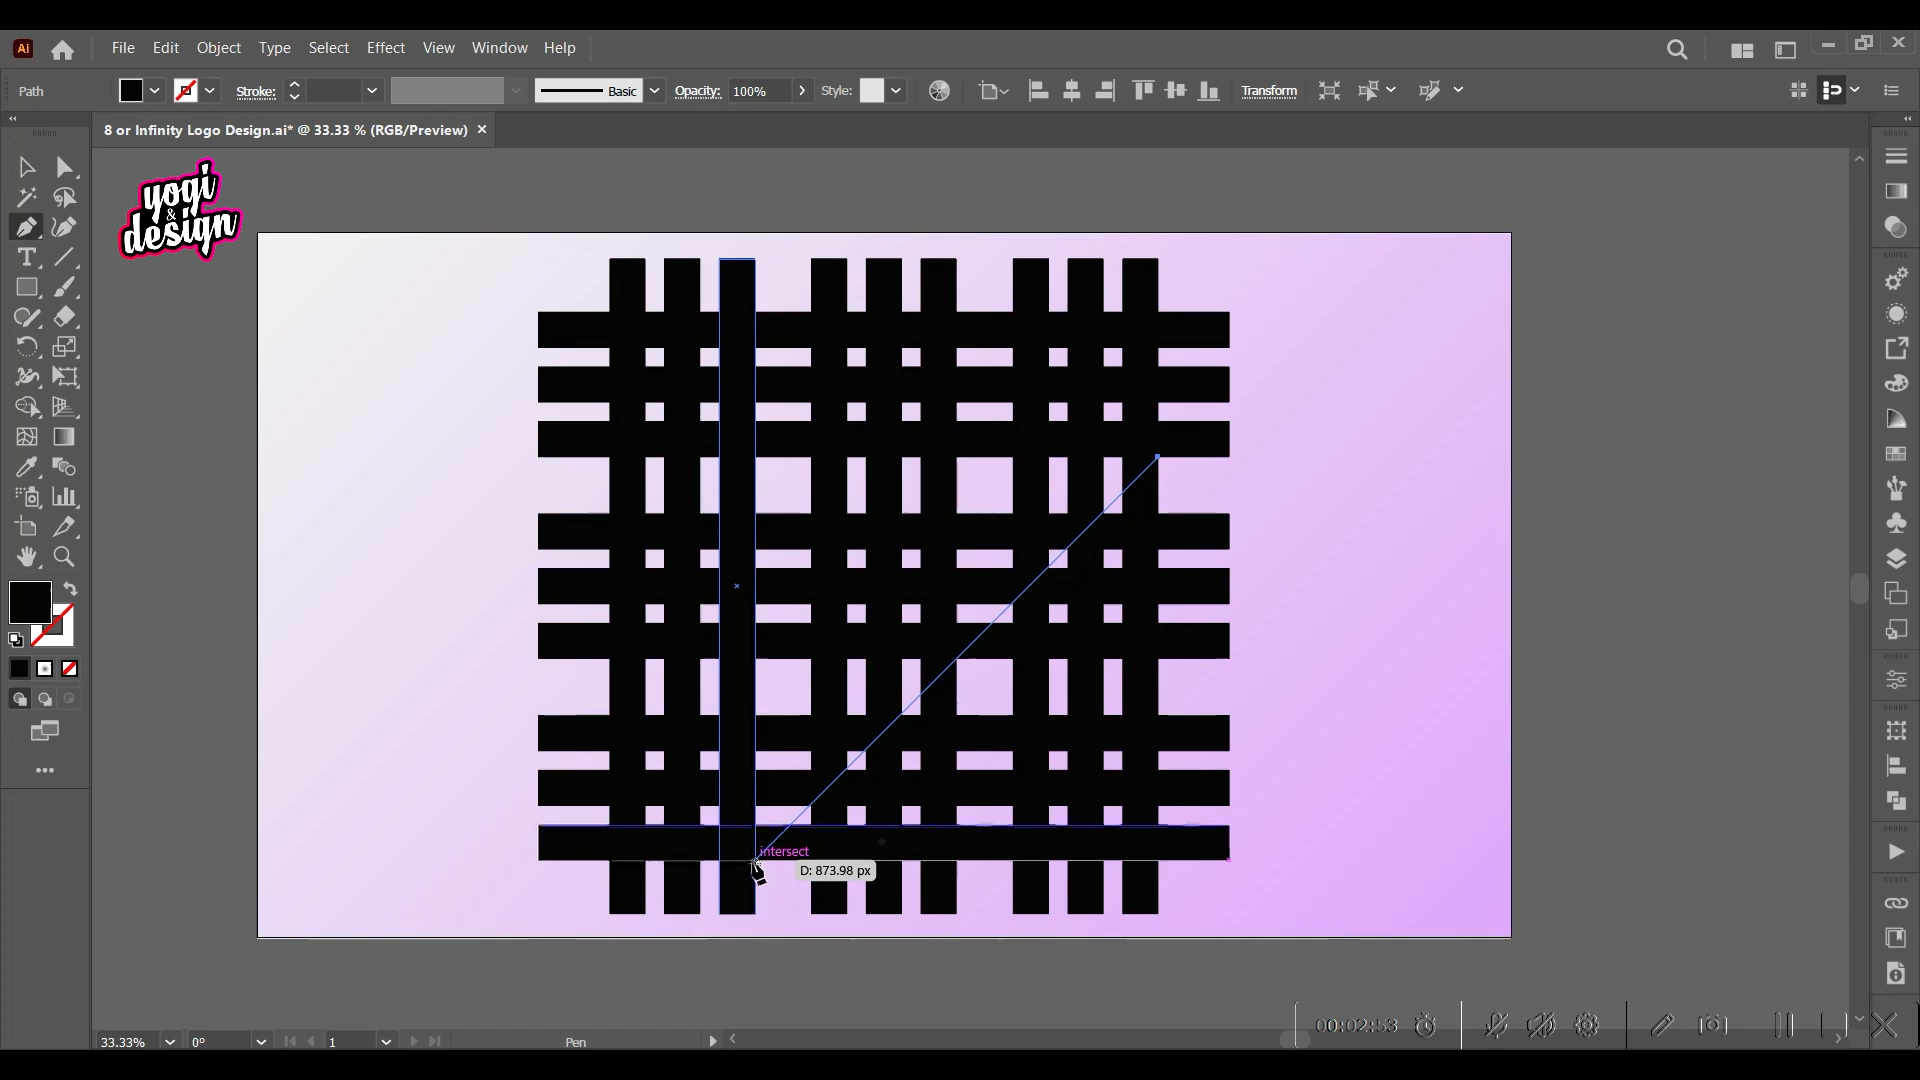 Ai File Edit Object Type Select Effect View Window Help
Path Stroke: Basic Opacity: 100% Style: Transform
8 or Infinity Logo Design.ai* @ 33.33 % (RGB/Preview)
yogi
&
design
T
intersect
D: 873.98 px
00:02:53
33.33% 0° 1 Pen